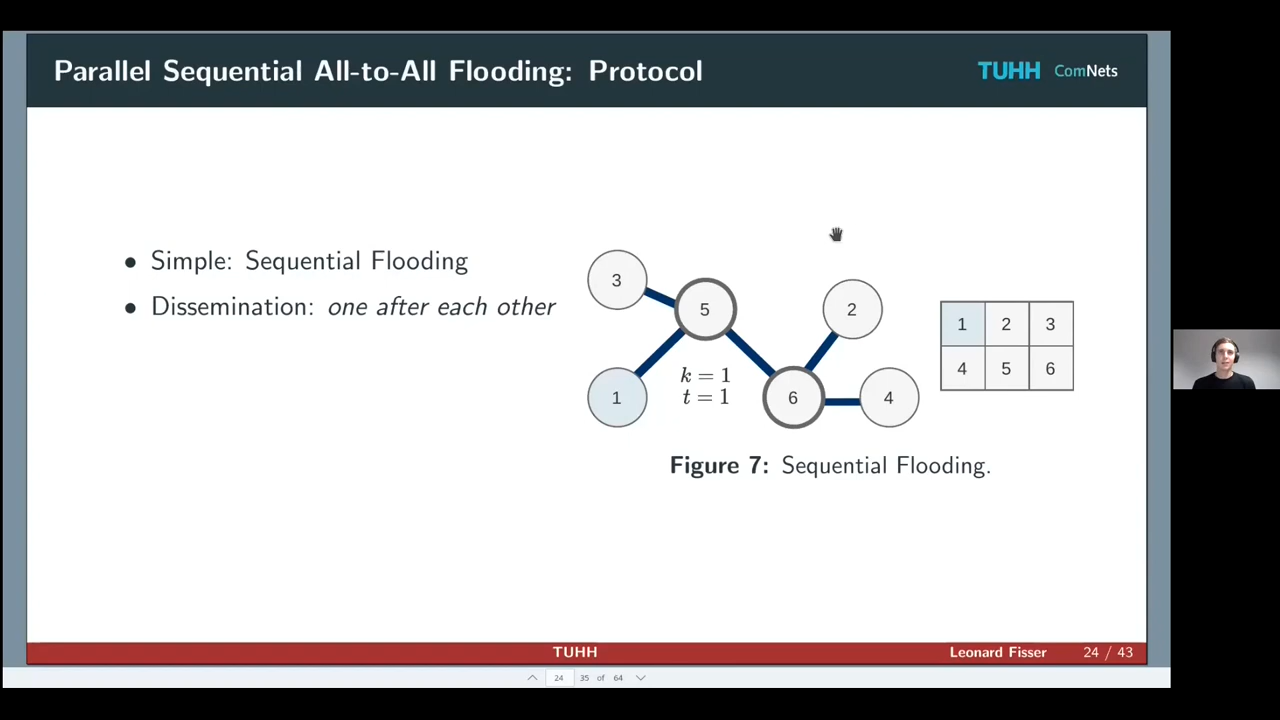 Parallel Sequential All-to-All Flooding: Protocol
TUHH ComNets
• Simple: Sequential Flooding
• Dissemination: one after each other
3
5
2
1
k = 1
t = 1
6
4
1 2 3
4 5 6
Figure 7: Sequential Flooding.
TUHH
Leonard Fisser 24 / 43
24 35 of 64